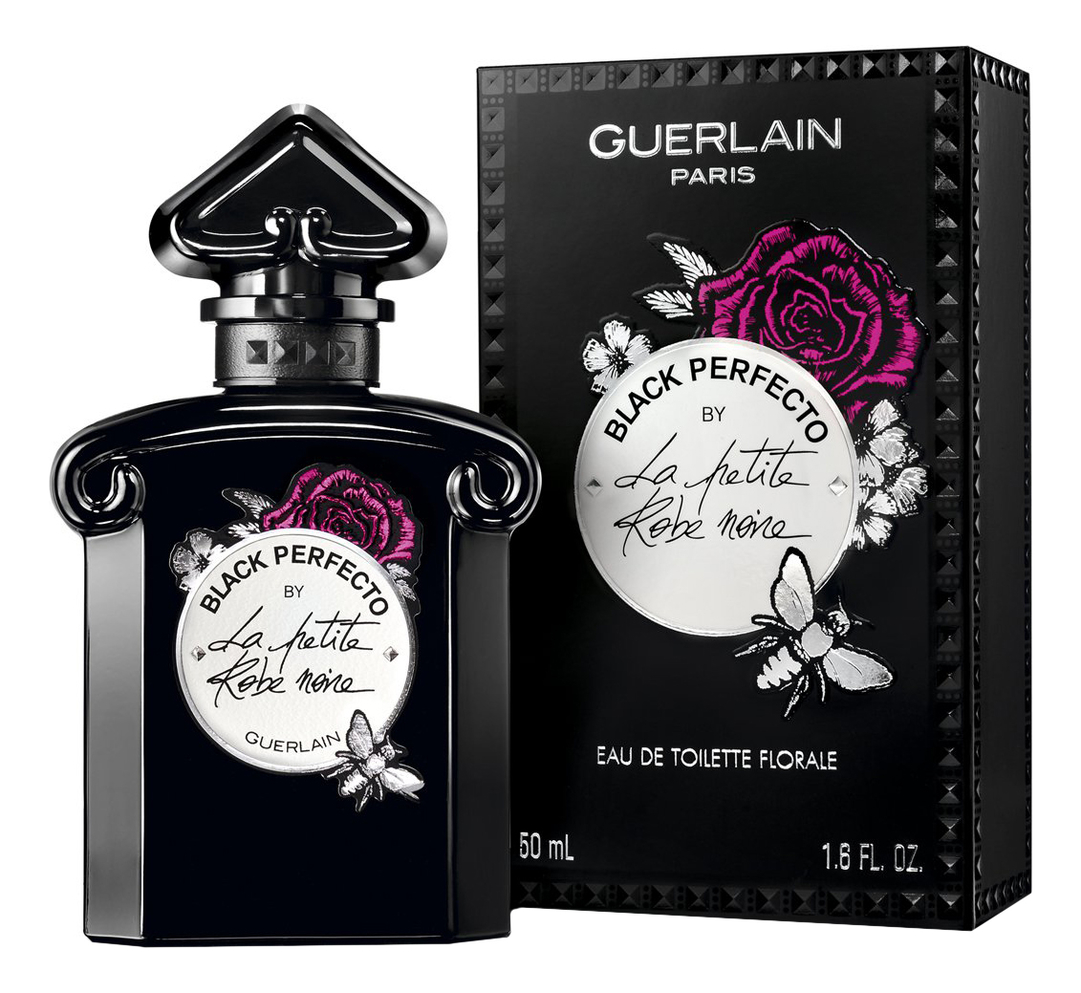 BLACK PERFECTO
BY
La petite
Robe noire
GUERLAIN
GUERLAIN
PARIS
BLACK PERFECTO
BY
La petite
Robe noire
EAU DE TOILETTE FLORALE
50 mL
1.6 FL. OZ.